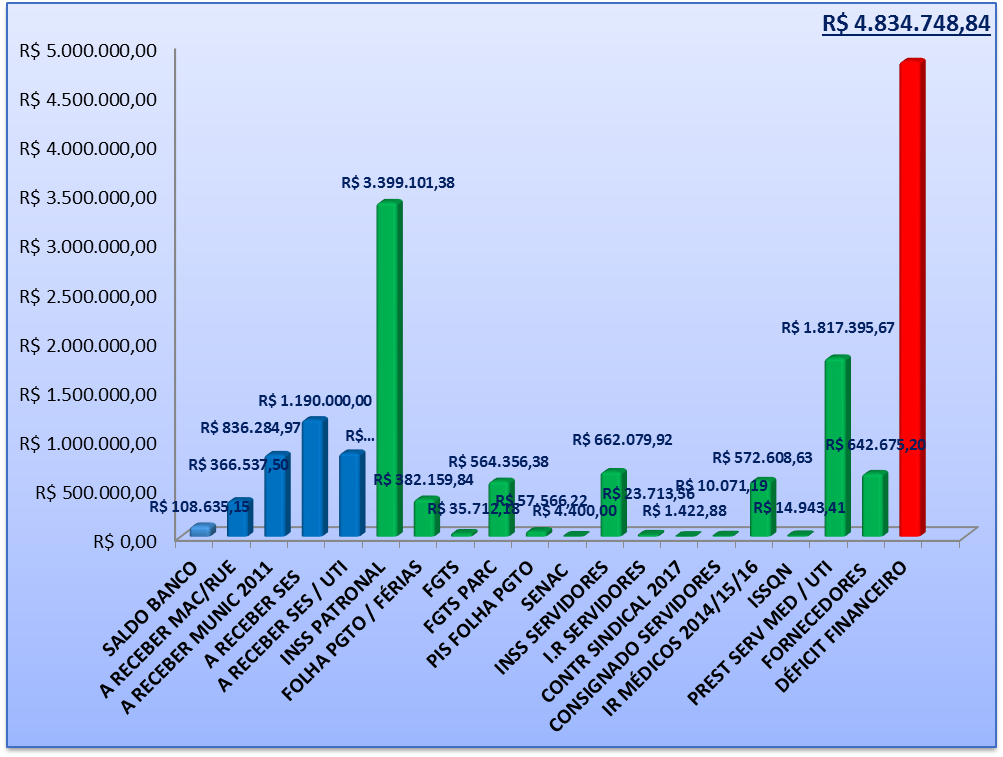 R$ 4.834.748,84
R$ 5.000.000,00
R$ 4.500.000,00
R$ 4.000.000,00
R$ 3.500.000,00
R$ 3.000.000,00
R$ 2.500.000,00
R$ 2.000.000,00
R$ 1.500.000,00
R$ 1.000.000,00
R$ 500.000,00
R$ 0,00
R$ 108.635,15
R$ 366.537,50
R$ 836.284,97
R$ 1.190.000,00
R$...
R$ 3.399.101,38
R$ 382.159,84
R$ 35.712,18
R$ 564.356,38
R$ 57.566,22
R$ 4.400,00
R$ 662.079,92
R$ 23.713,56
R$ 1.422,88
R$ 10.071,19
R$ 572.608,63
R$ 14.943,41
R$ 1.817.395,67
R$ 642.675,20
SALDO BANCO
A RECEBER MAC/RUE
A RECEBER MUNIC 2011
A RECEBER SES
A RECEBER SES / UTI
INSS PATRONAL
FOLHA PGTO / FÉRIAS
FGTS
FGTS PARC
PIS FOLHA PGTO
SENAC
INSS SERVIDORES
I.R SERVIDORES
CONTR SINDICAL 2017
CONSIGNADO SERVIDORES
IR MÉDICOS 2014/15/16
ISSQN
PREST SERV MED / UTI
FORNECEDORES
DÉFICIT FINANCEIRO